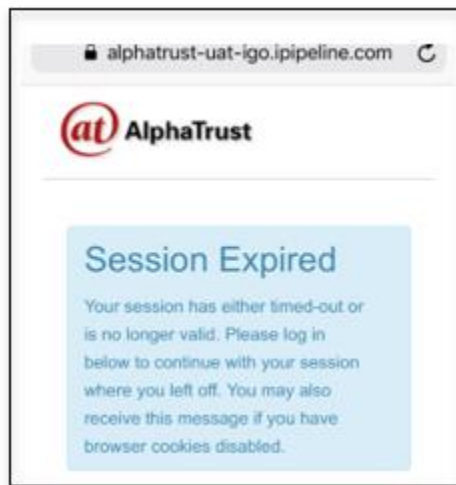 alphatrust-uat-igo.ipipeline.com
at AlphaTrust
Session Expired
Your session has either timed-out or
is no longer valid. Please log in
below to continue with your session
where you left off. You may also
receive this message if you have
browser cookies disabled.